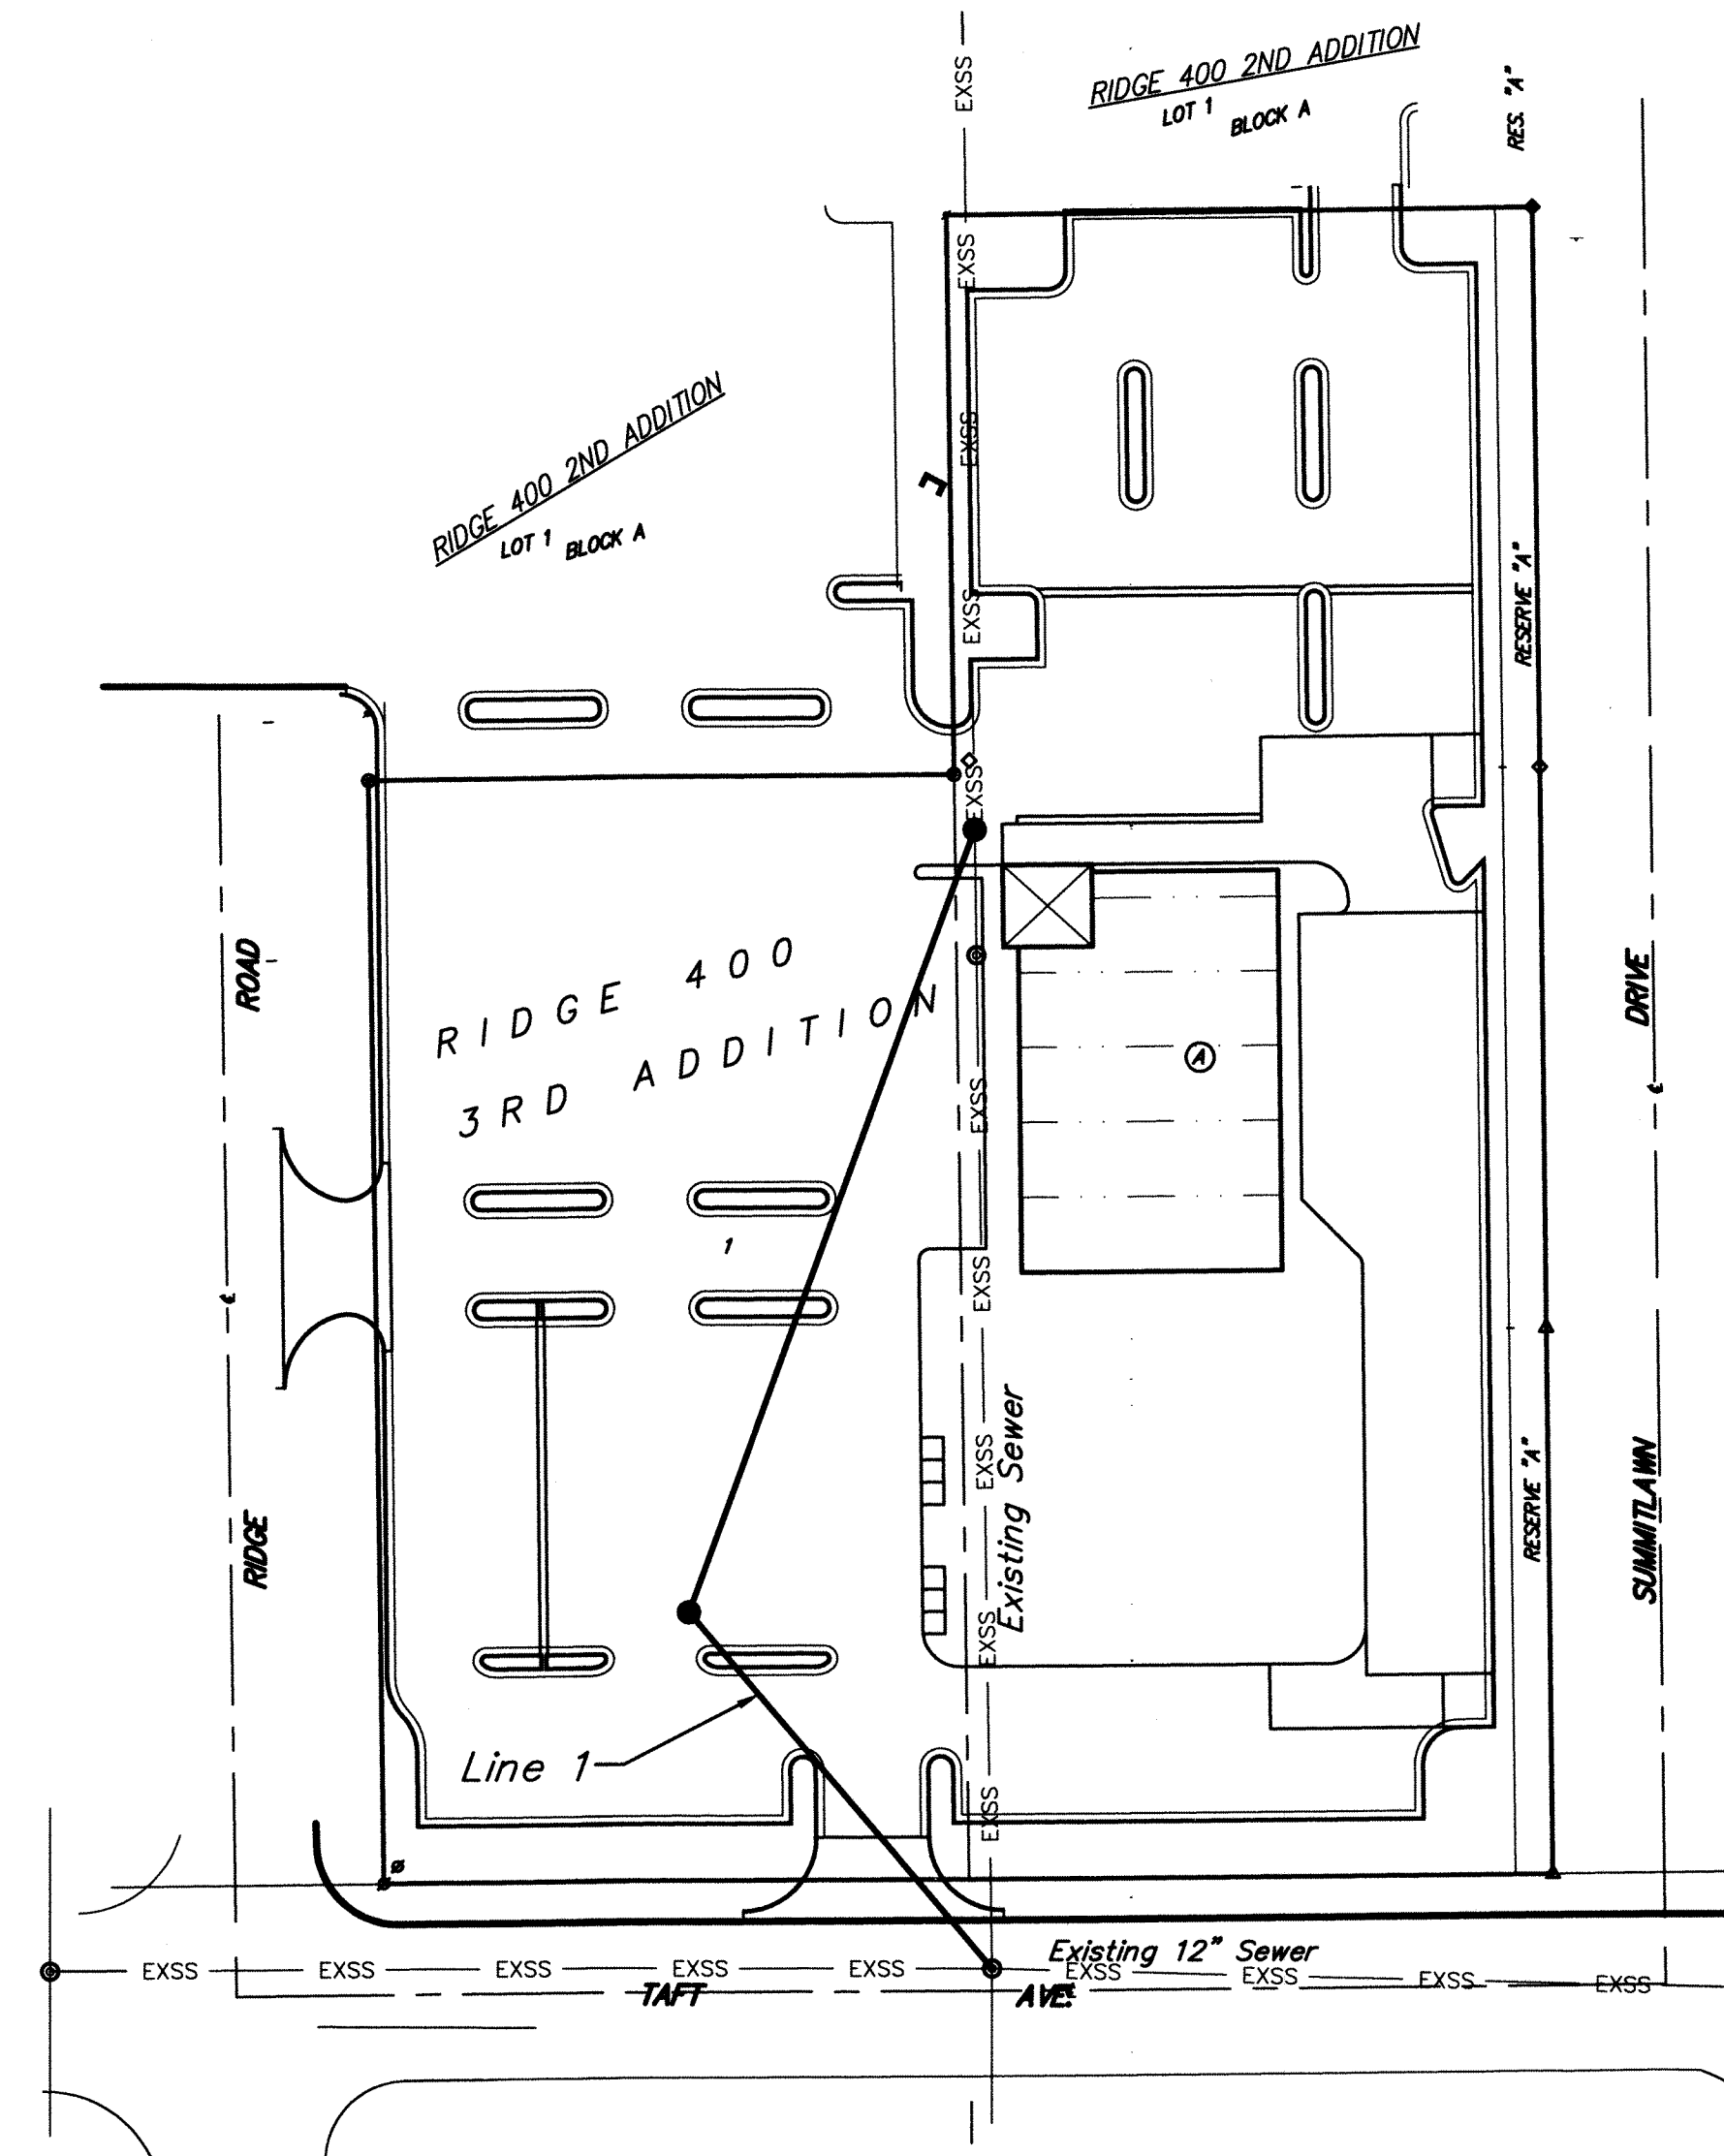 EXSS
RIDGE 400 2ND ADDITION
LOT 1 BLOCK A
RES. "A"
EXSS
RIDGE 400 2ND ADDITION
LOT 1 BLOCK A
EXSS
EXSS
RESERVE "A"
EXSS
RIDGE 400
3RD ADDITION
ROAD
DRIVE
A
EXSS
1
EXSS
EXSS
Existing Sewer
RESERVE "A"
RIDGE
SUMMITLAWN
EXSS
Line 1
EXSS
Existing 12" Sewer
EXSS EXSS EXSS EXSS EXSS EXSS EXSS EXSS EXSS
TAFT AVE.